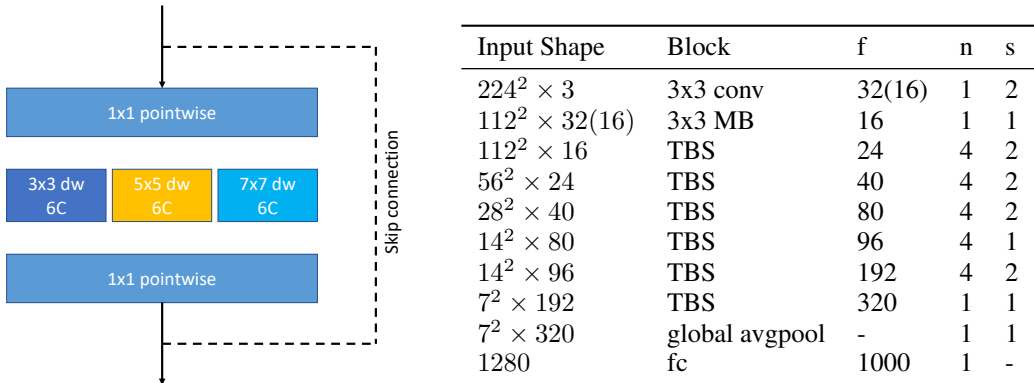 1x1 pointwise
3x3 dw 5x5 dw 7x7 dw
6C 6C 6C
1x1 pointwise
Skip connection
Input Shape Block f n s
224² × 3 3x3 conv 32(16) 1 2
112² × 32(16) 3x3 MB 16 1 1
112² × 16 TBS 24 4 2
56² × 24 TBS 40 4 2
28² × 40 TBS 80 4 2
14² × 80 TBS 96 4 1
14² × 96 TBS 192 4 2
7² × 192 TBS 320 1 1
7² × 320 global avgpool - 1 1
1280 fc 1000 1 -